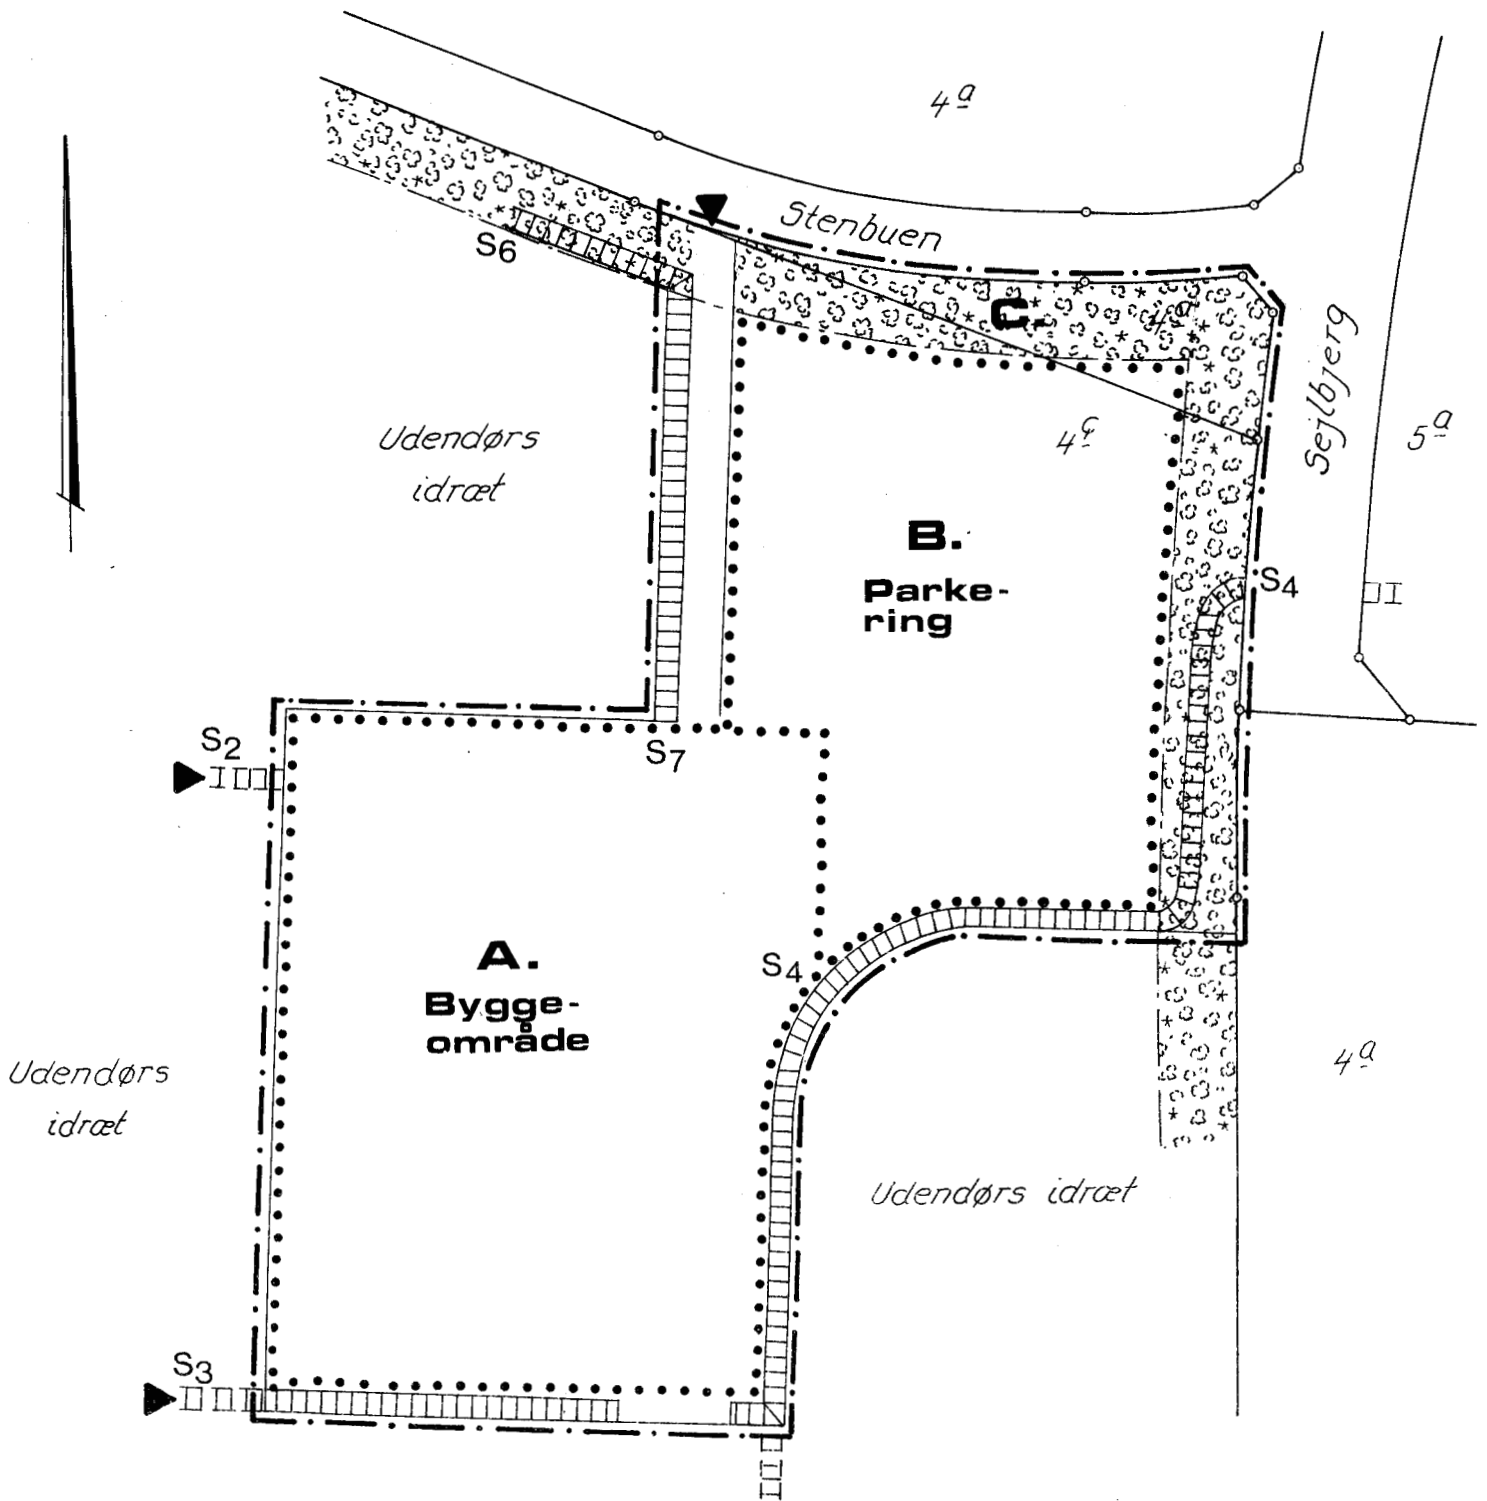 4a
Stenbuen
S6
C.
4a
Sejlbjerg
Udendørs
idræt
4c
5a
B.
Parke-
ring
S4
S2
S7
A.
Bygge-
område
S4
Udendørs
idræt
4a
Udendørs idræt
S3